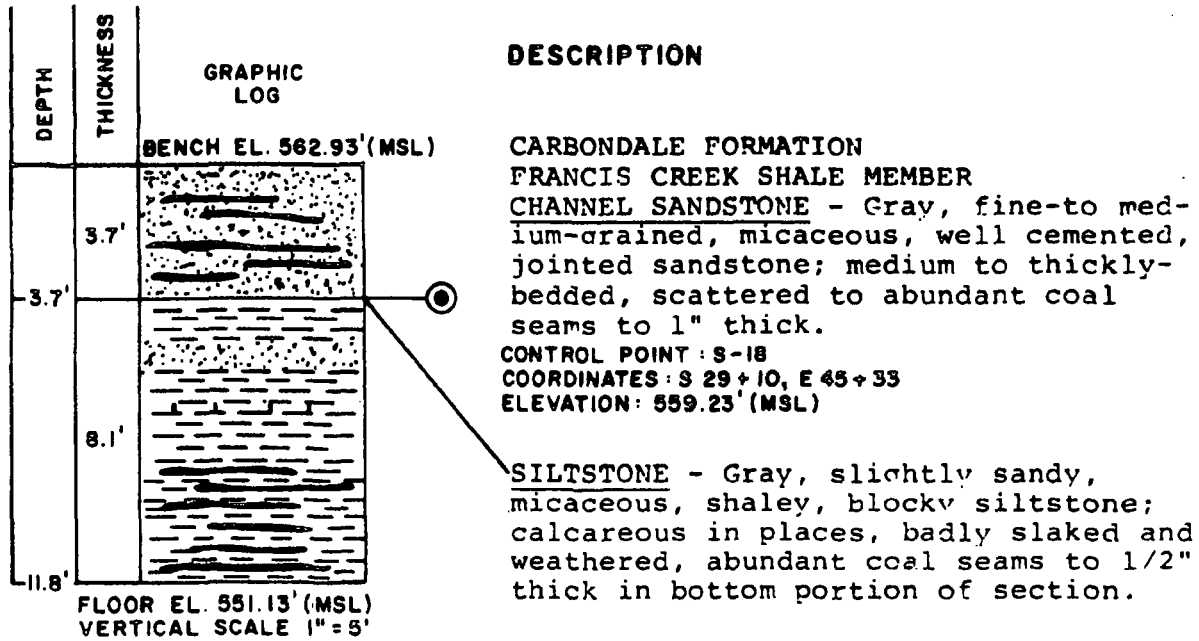 DEPTH
THICKNESS
GRAPHIC
LOG
DESCRIPTION
BENCH EL. 562.93'(MSL)
3.7'
3.7'
8.1'
11.8'
FLOOR EL. 551.13'(MSL)
VERTICAL SCALE 1"=5'
CARBONDALE FORMATION
FRANCIS CREEK SHALE MEMBER
CHANNEL SANDSTONE - Gray, fine-to med-
ium-grained, micaceous, well cemented,
jointed sandstone; medium to thickly-
bedded, scattered to abundant coal
seams to 1" thick.
CONTROL POINT : S-18
COORDINATES : S 29+10, E 45+33
ELEVATION: 559.23'(MSL)
SILTSTONE - Gray, slightly sandy,
micaceous, shaley, blocky siltstone;
calcareous in places, badly slaked and
weathered, abundant coal seams to 1/2"
thick in bottom portion of section.